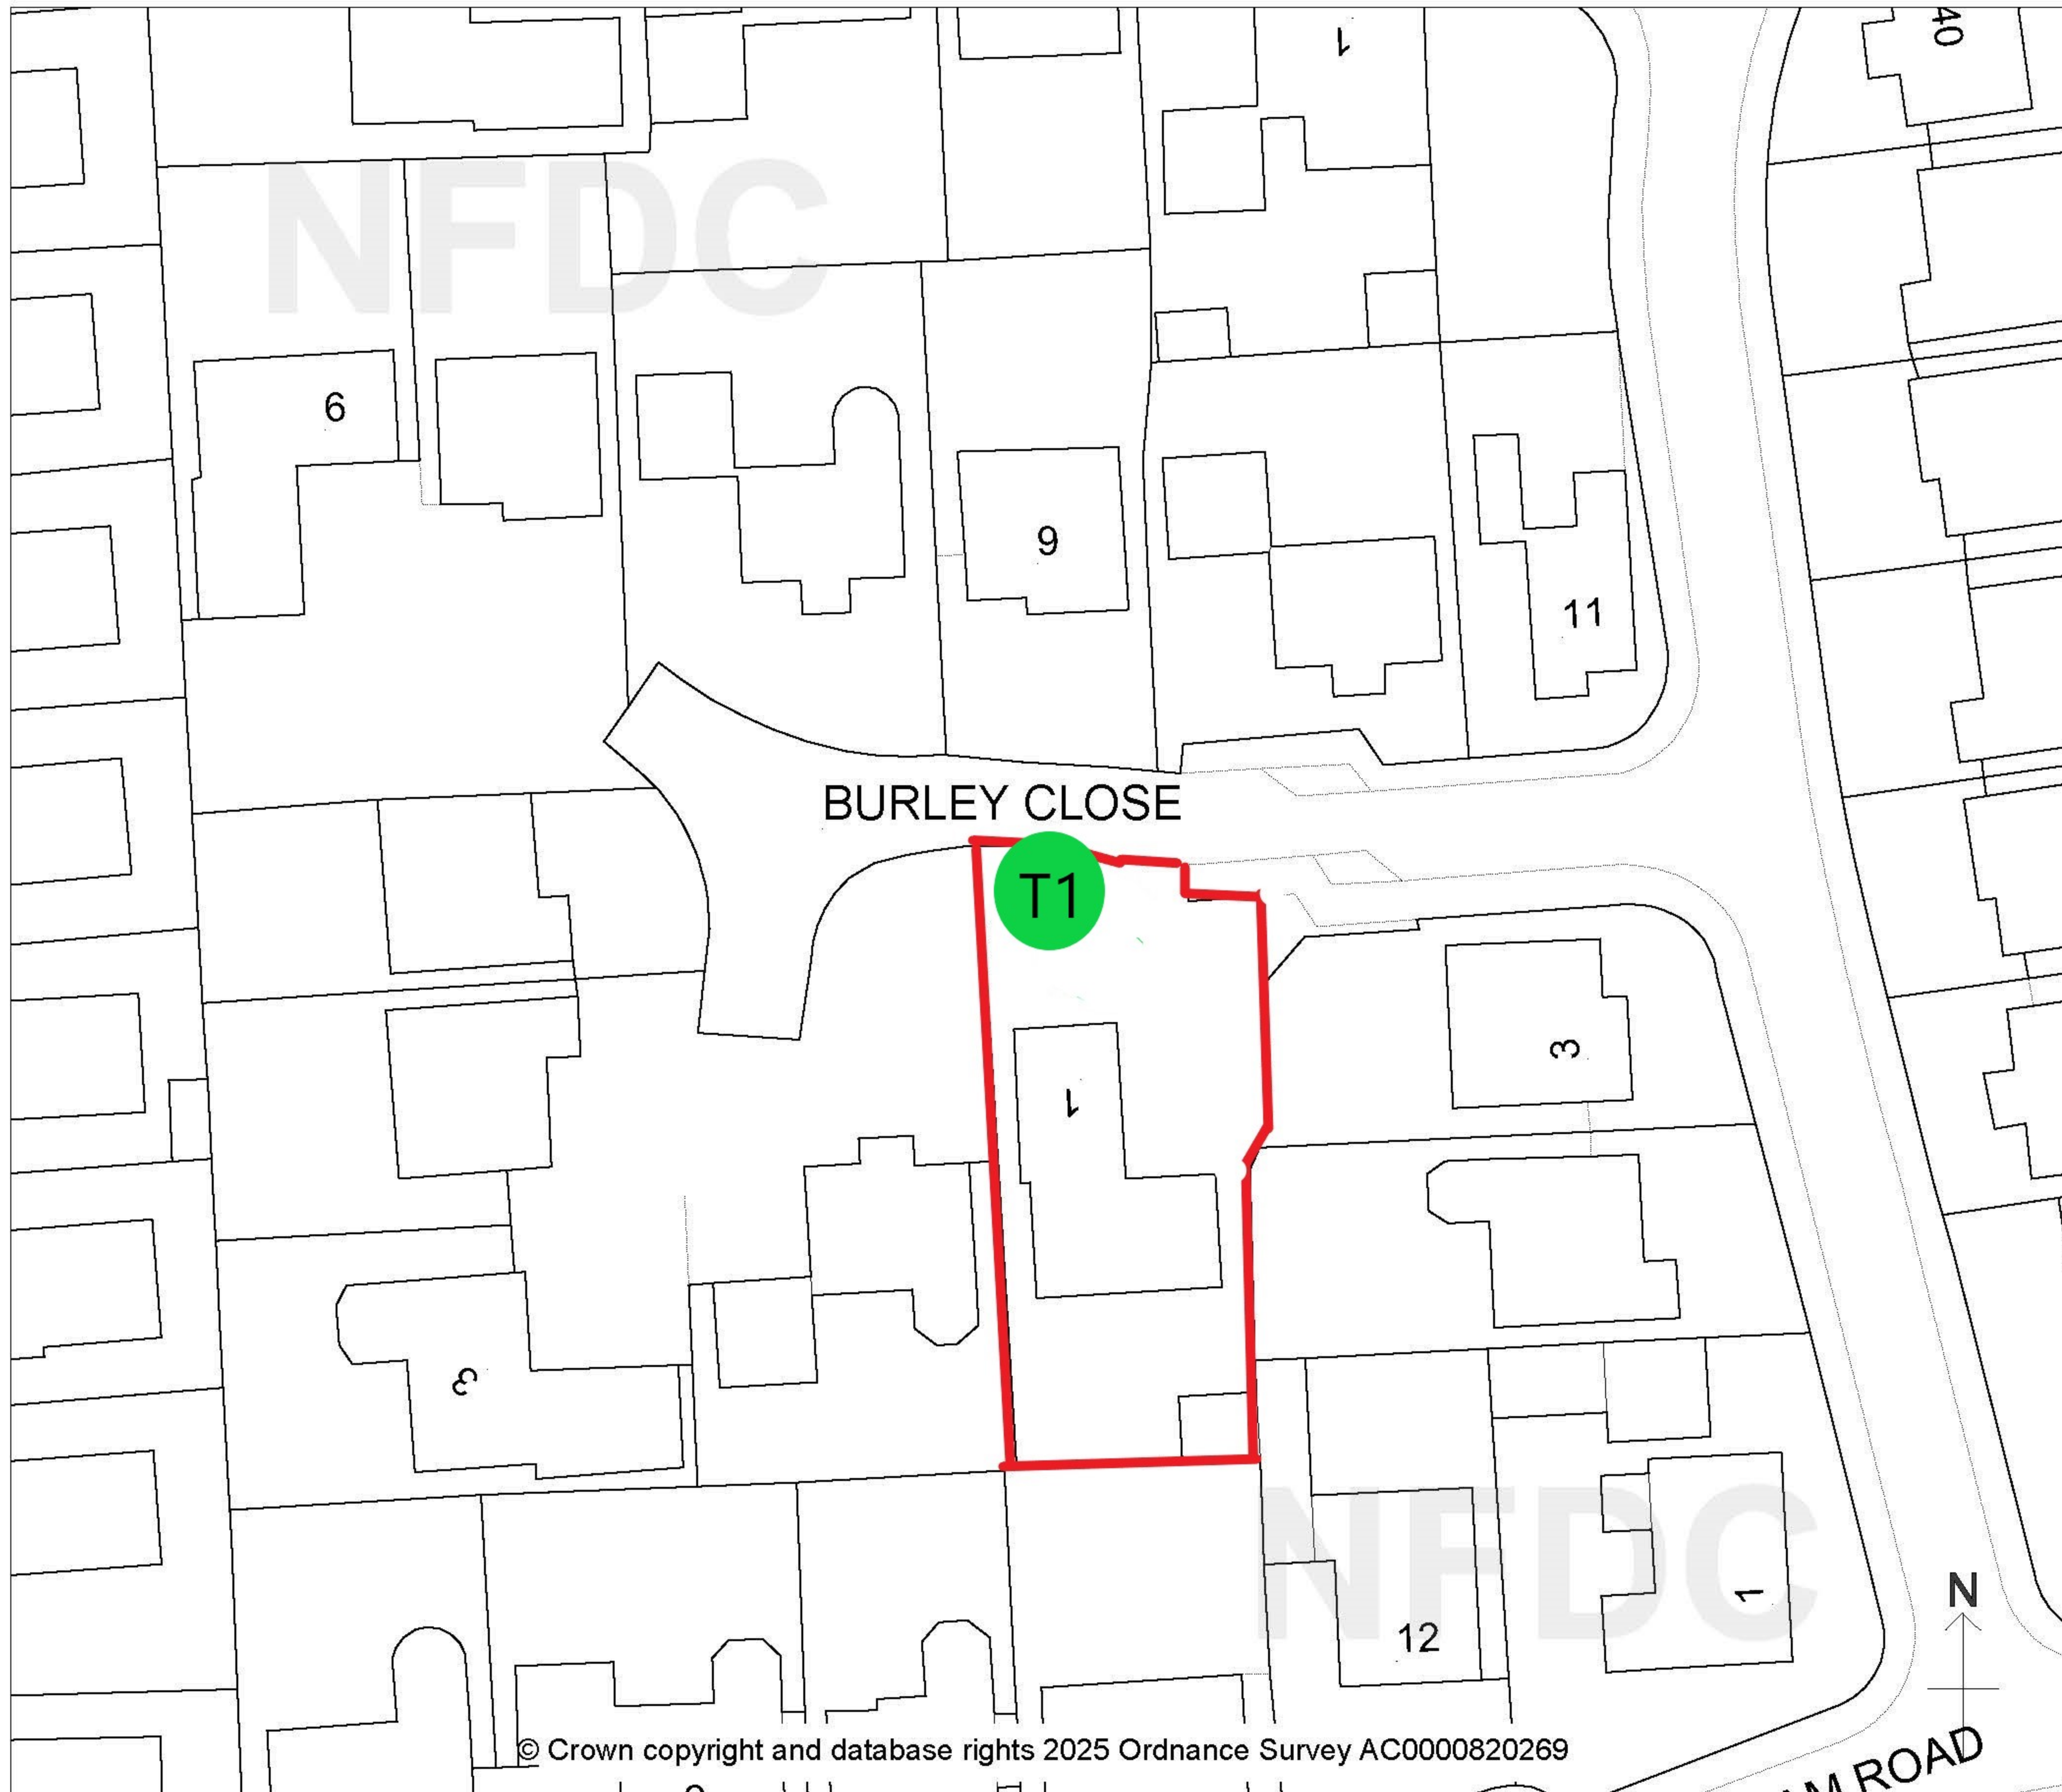 40
1
NFDC
6
9
11
BURLEY CLOSE
T1
3
1
3
NFDC
1
12
N
© Crown copyright and database rights 2025 Ordnance Survey AC0000820269
ROAD